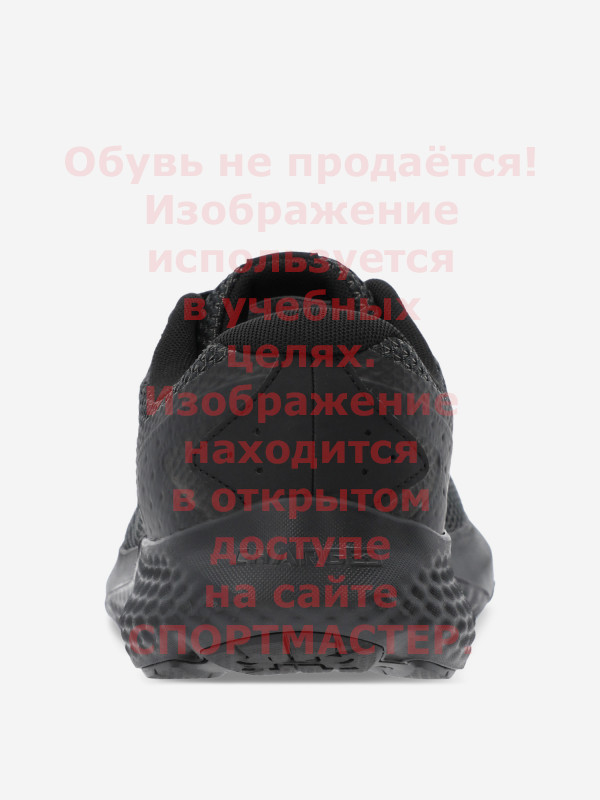 Обувь не продаётся!
Изображение
используется
в учебных
целях.
Изображение
находится
в открытом
доступе
на сайте
СПОРТМАСТЕР.